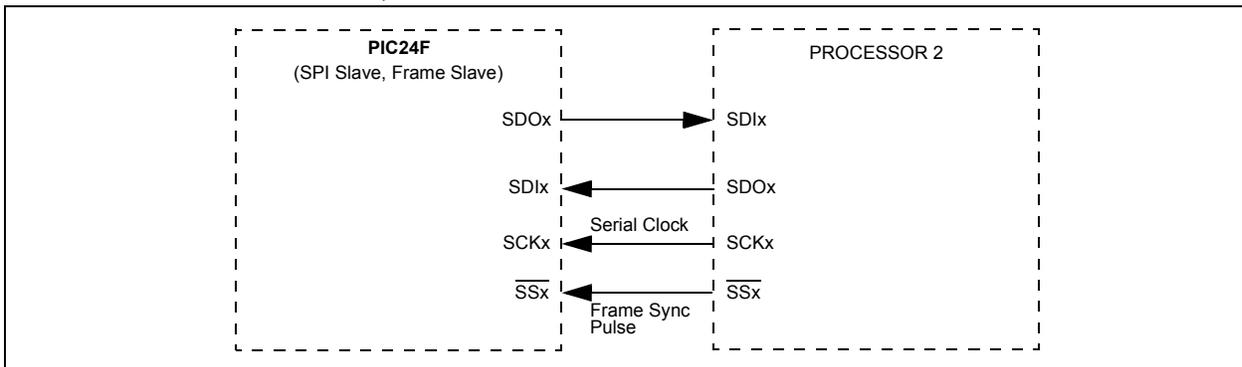 PIC24F
(SPI Slave, Frame Slave)
PROCESSOR 2
SDOx
SDIx
SDIx
SDOx
Serial Clock
SCKx
SCKx
SSx
SSx
Frame Sync
Pulse